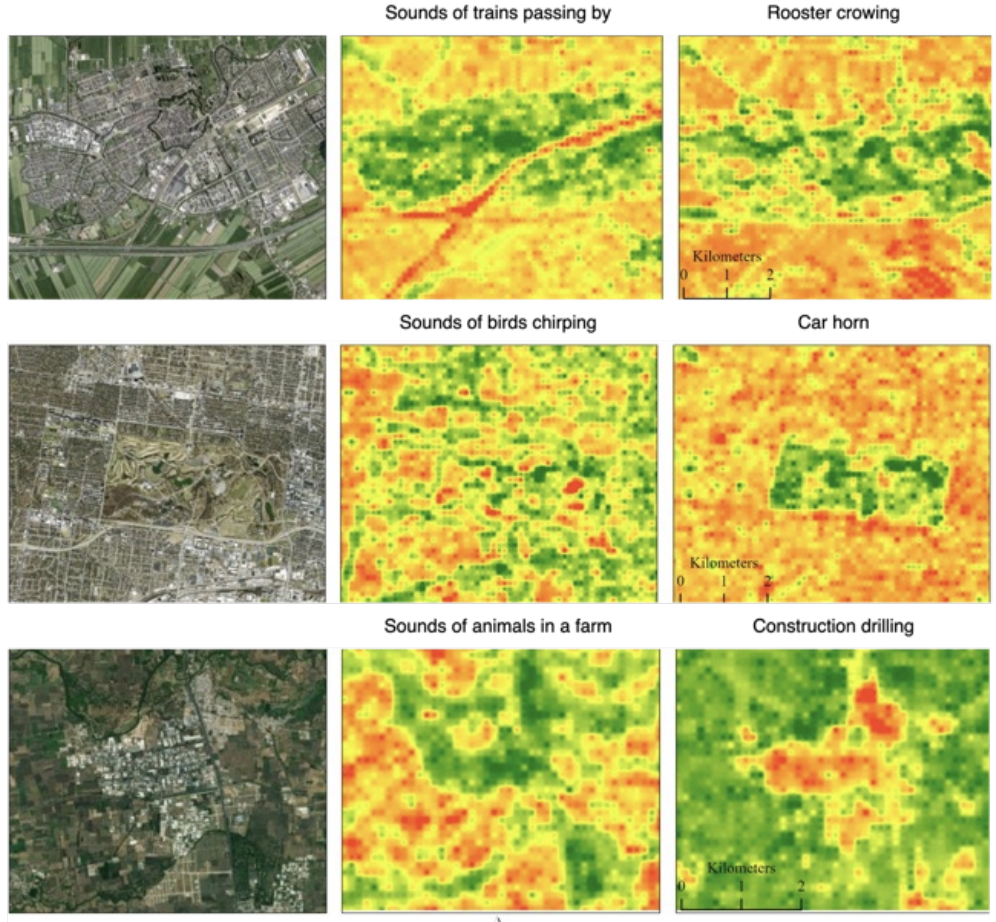 Sounds of trains passing by
Rooster crowing
Kilometers
0 1 2
Sounds of birds chirping
Car horn
Kilometers
0 1 2
Sounds of animals in a farm
Construction drilling
Kilometers
0 1 2